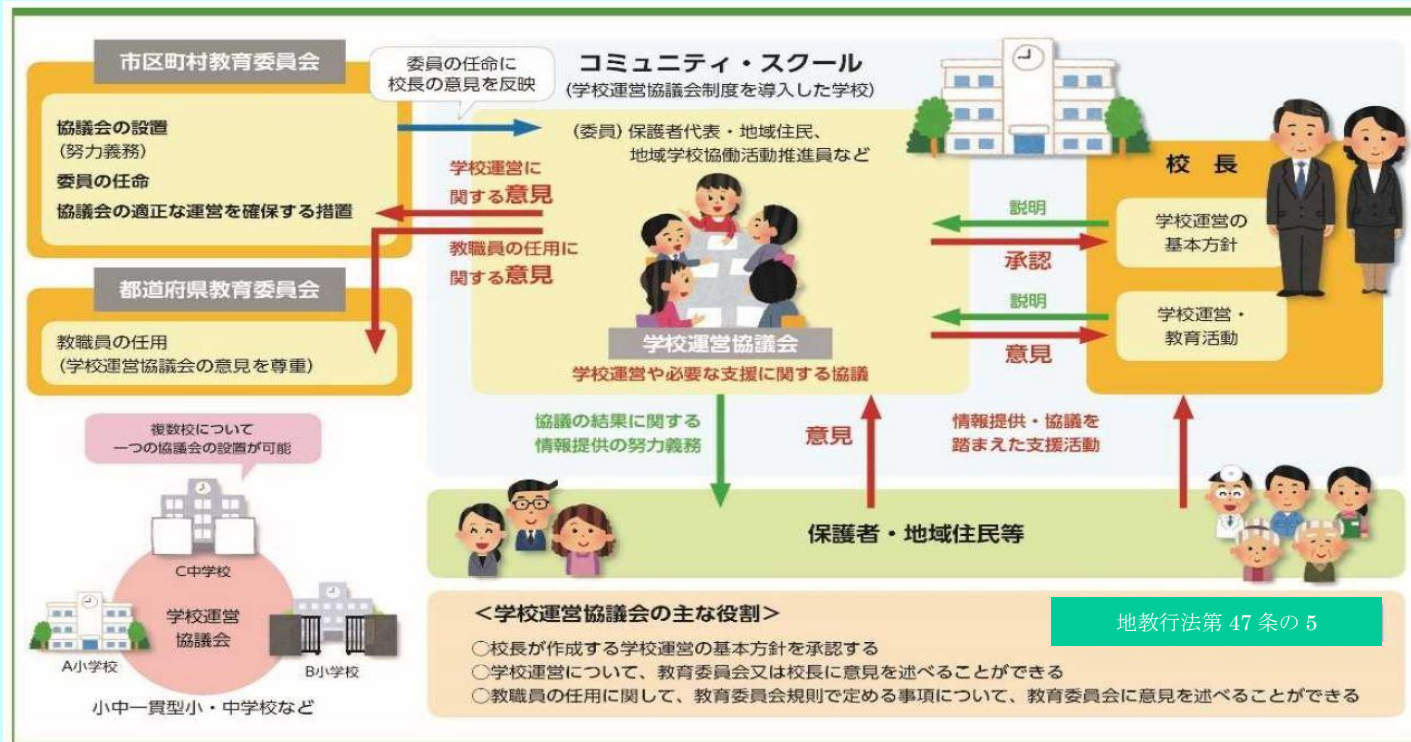 市区町村教育委員会
協議会の設置
(努力義務)
委員の任命
協議会の適正な運営を確保する措置
委員の任命に
校長の意見を反映
コミュニティ・スクール
(学校運営協議会制度を導入した学校)
(委員) 保護者代表・地域住民、
地域学校協働活動推進員など
学校運営に
関する意見
教職員の任用に
関する意見
都道府県教育委員会
教職員の任用
(学校運営協議会の意見を尊重)
学校運営協議会
学校運営や必要な支援に関する協議
校長
説明
承認
学校運営の
基本方針
説明
意見
学校運営・
教育活動
協議の結果に関する
情報提供の努力義務
意見
情報提供・協議を
踏まえた支援活動
保護者・地域住民等
複数校について
一つの協議会の設置が可能
C中学校
学校運営
協議会
A小学校
B小学校
小中一貫型小・中学校など
<学校運営協議会の主な役割>
地教行法第 47 条の 5
○校長が作成する学校運営の基本方針を承認する
○学校運営について、教育委員会又は校長に意見を述べることができる
○教職員の任用に関して、教育委員会規則で定める事項について、教育委員会に意見を述べることができる